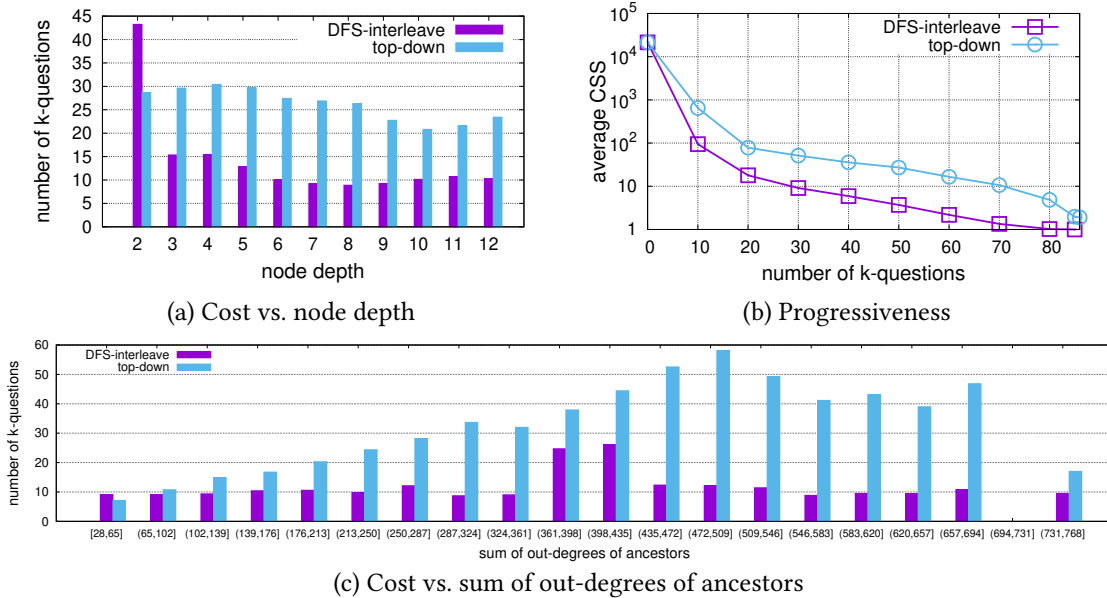 DFS-interleave
top-down
number of k-questions
45
40
35
30
25
20
15
10
5
0
2 3 4 5 6 7 8 9 10 11 12
node depth
(a) Cost vs. node depth
DFS-interleave
top-down
average CSS
10^5
10^4
10^3
10^2
10
1
0 10 20 30 40 50 60 70 80
number of k-questions
(b) Progressiveness
DFS-interleave
top-down
number of k-questions
60
50
40
30
20
10
0
[28,65] (65,102] (102,139] (139,176] (176,213] (213,250] (250,287] (287,324] (324,361] (361,398] (398,435] (435,472] (472,509] (509,546] (546,583] (583,620] (620,657] (657,694] (694,731] (731,768]
sum of out-degrees of ancestors
(c) Cost vs. sum of out-degrees of ancestors